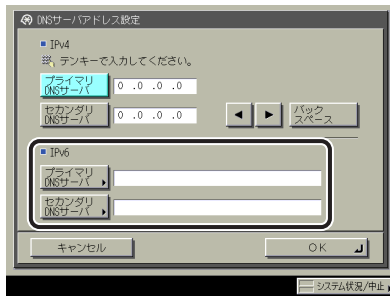 DNSサーバアドレス設定
IPv4
テンキーで入力してください。
プライマリ
DNSサーバ
0 .0 .0 .0
セカンダリ
DNSサーバ
0 .0 .0 .0
◀ ▶
バック
スペース
IPv6
プライマリ
DNSサーバ
セカンダリ
DNSサーバ
キャンセル
OK
システム状況/中止